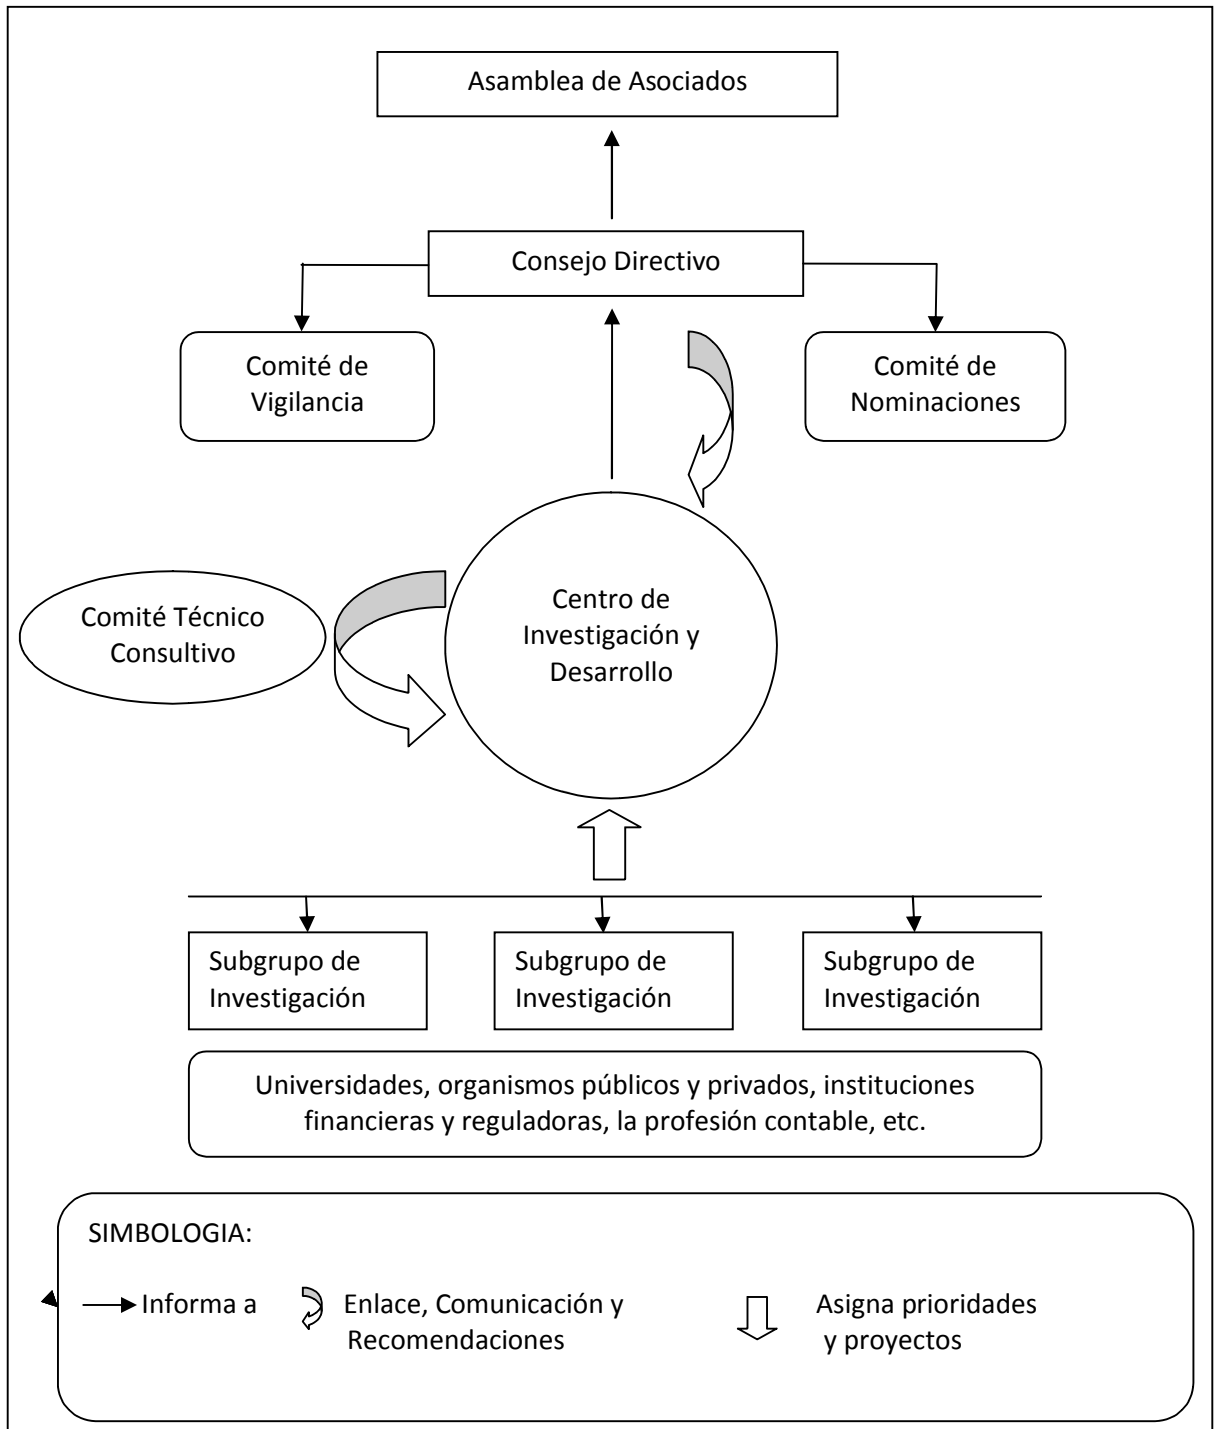 Asamblea de Asociados
Consejo Directivo
Comité de
Vigilancia
Comité de
Nominaciones
Comité Técnico
Consultivo
Centro de
Investigación y
Desarrollo
Subgrupo de
Investigación
Subgrupo de
Investigación
Subgrupo de
Investigación
Universidades, organismos públicos y privados, instituciones
financieras y reguladoras, la profesión contable, etc.
SIMBOLOGIA:
Informa a
Enlace, Comunicación y
Recomendaciones
Asigna prioridades
y proyectos